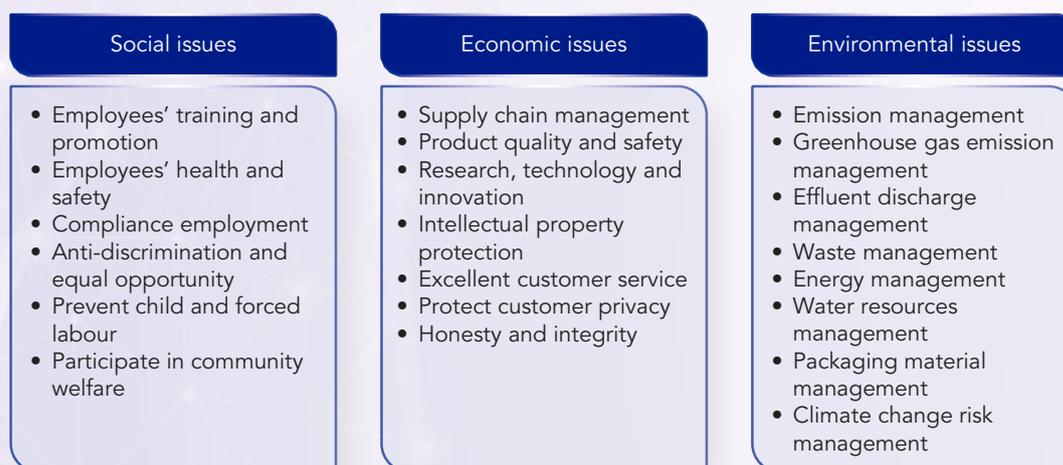 Social issues
• Employees’ training and
promotion
• Employees’ health and
safety
• Compliance employment
• Anti-discrimination and
equal opportunity
• Prevent child and forced
labour
• Participate in community
welfare
Economic issues
• Supply chain management
• Product quality and safety
• Research, technology and
innovation
• Intellectual property
protection
• Excellent customer service
• Protect customer privacy
• Honesty and integrity
Environmental issues
• Emission management
• Greenhouse gas emission
management
• Effluent discharge
management
• Waste management
• Energy management
• Water resources
management
• Packaging material
management
• Climate change risk
management